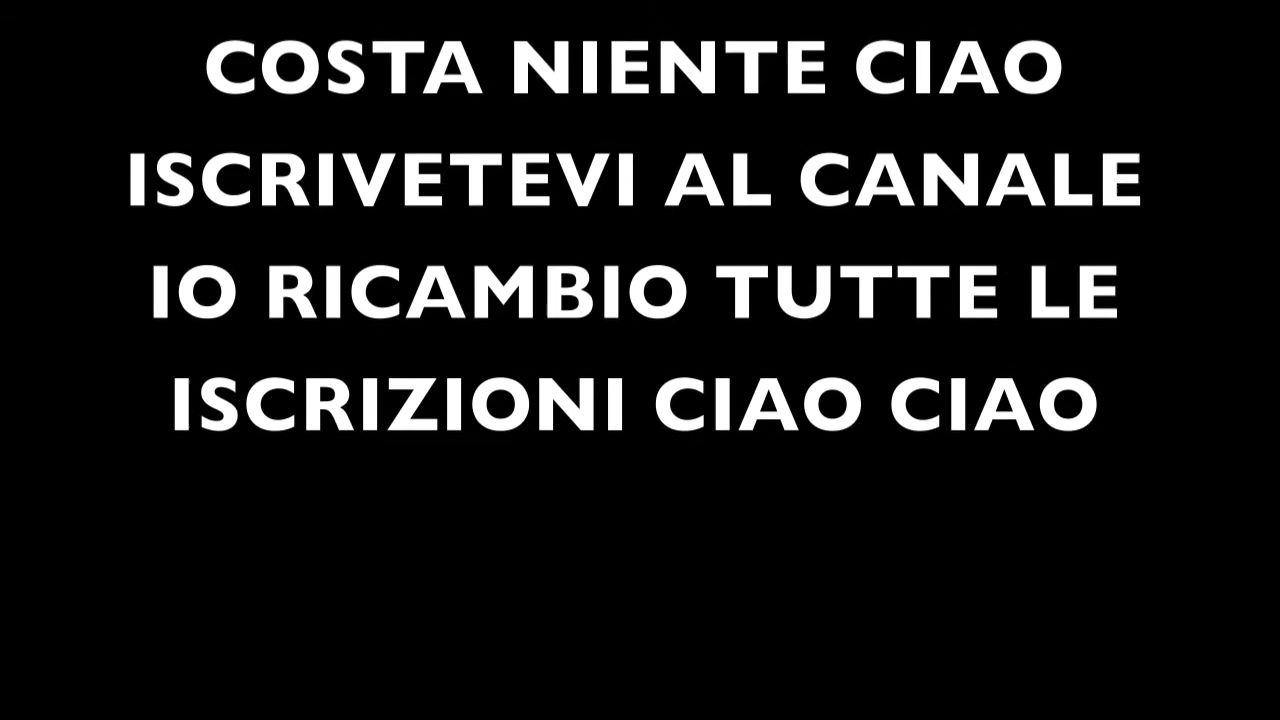 COSTA NIENTE CIAO
ISCRIVETEVI AL CANALE
IO RICAMBIO TUTTE LE
ISCRIZIONI CIAO CIAO